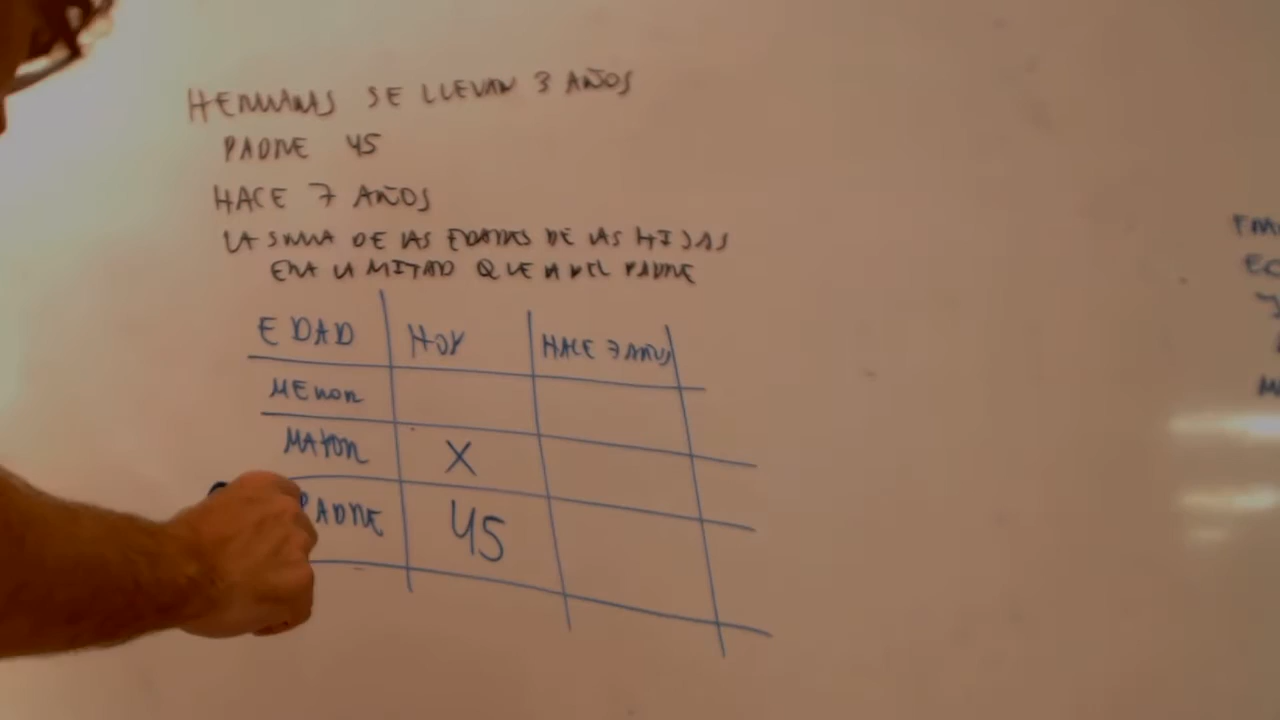 HERMANAS SE LLEVAN 3 AÑOS
PADRE 45
HACE 7 AÑOS
LA SUMA DE LAS EDADES DE LAS HIJAS
ERA LA MITAD QUE LA DEL PADRE
EDAD HOY HACE 7 AÑOS
MENOR
MAYOR X
PADRE 45